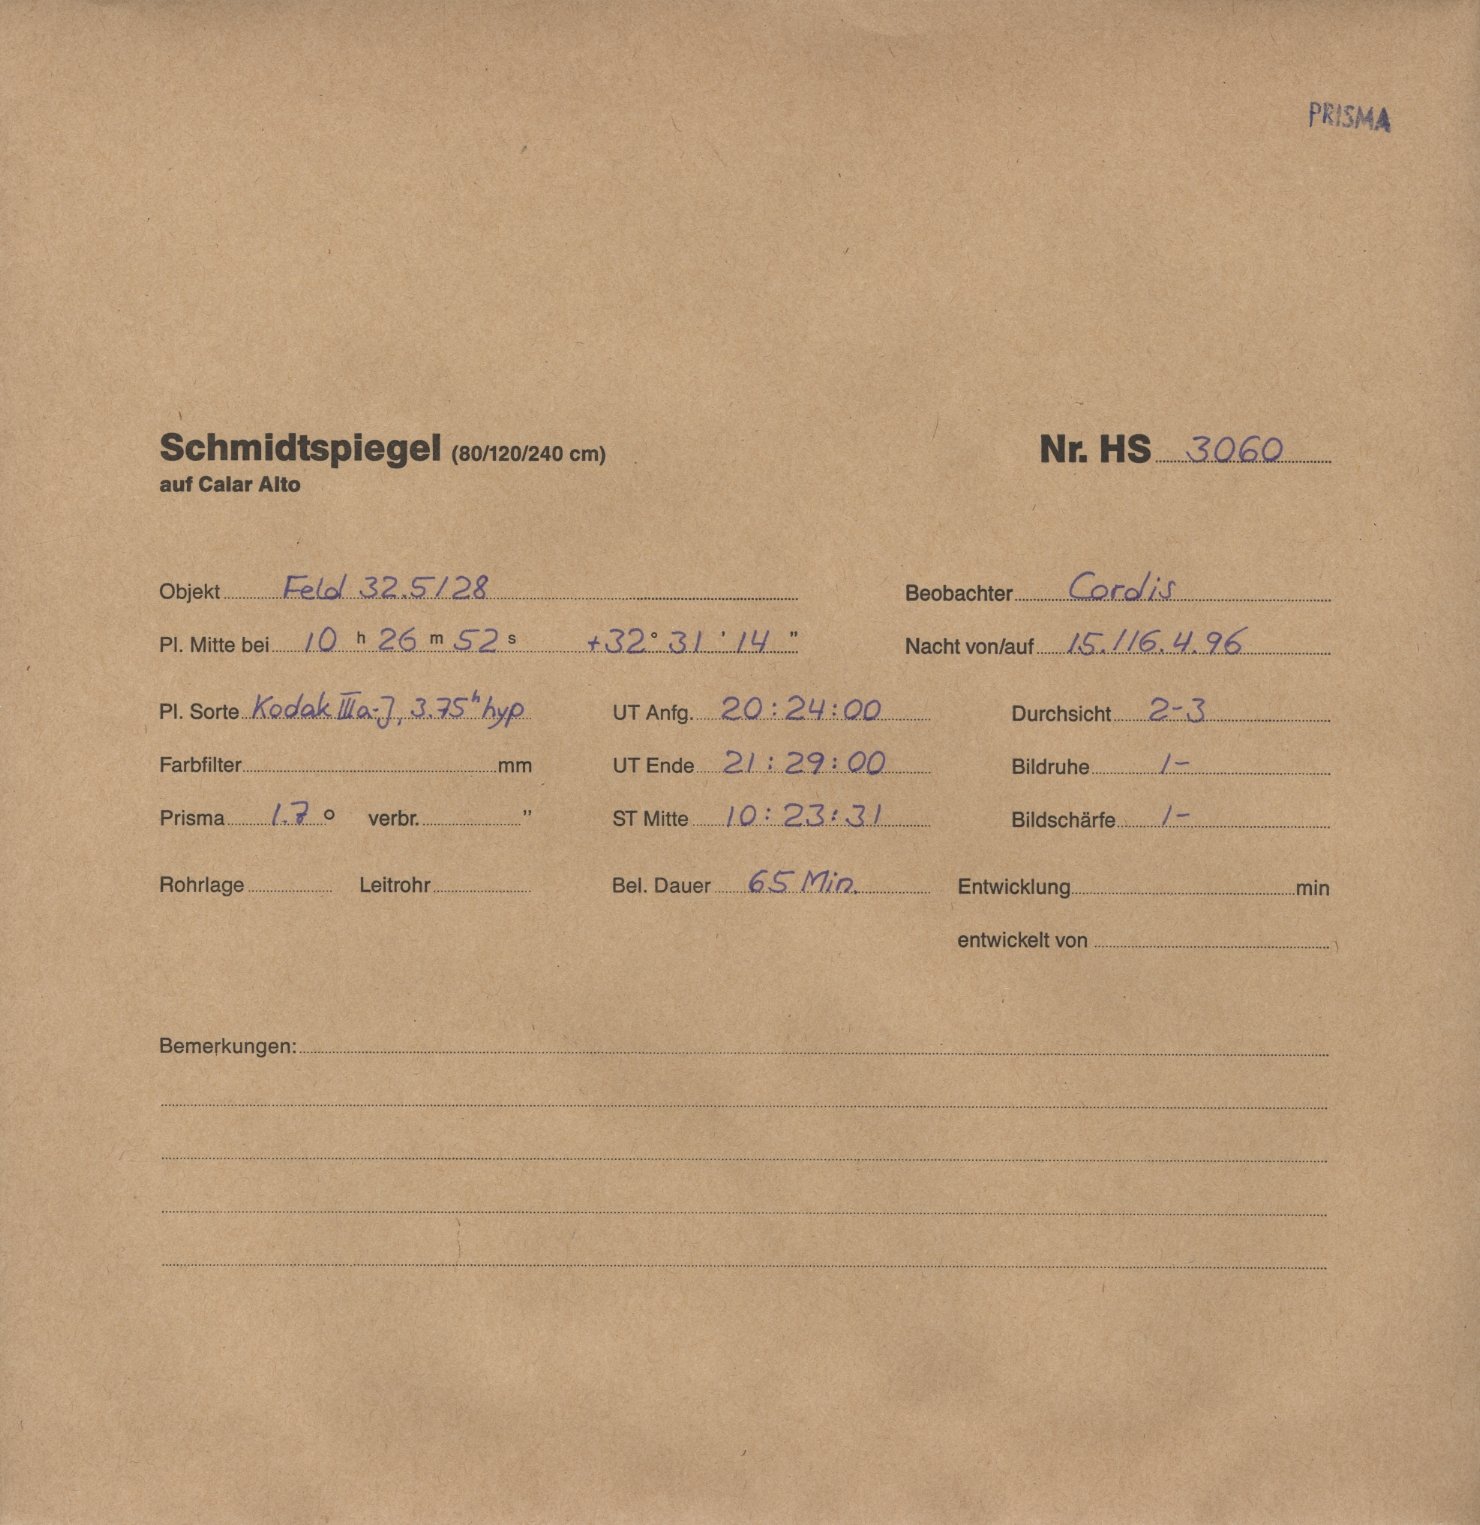 PRISMA
Schmidtspiegel (80/120/240 cm) Nr. HS 3060
auf Calar Alto
Objekt Feld 32.5/28 Beobachter Cordis
Pl. Mitte bei 10 h 26 m 52 s +32° 31 ' 14 " Nacht von/auf 15./16.4.96
Pl. Sorte Kodak IIIa-J, 3.75ʰ hyp UT Anfg. 20:24:00 Durchsicht 2-3
Farbfilter mm UT Ende 21:29:00 Bildruhe 1-
Prisma 1.7 ° verbr. " ST Mitte 10:23:31 Bildschärfe 1-
Rohrlage Leitrohr Bel. Dauer 65 Min. Entwicklung min
entwickelt von
Bemerkungen: